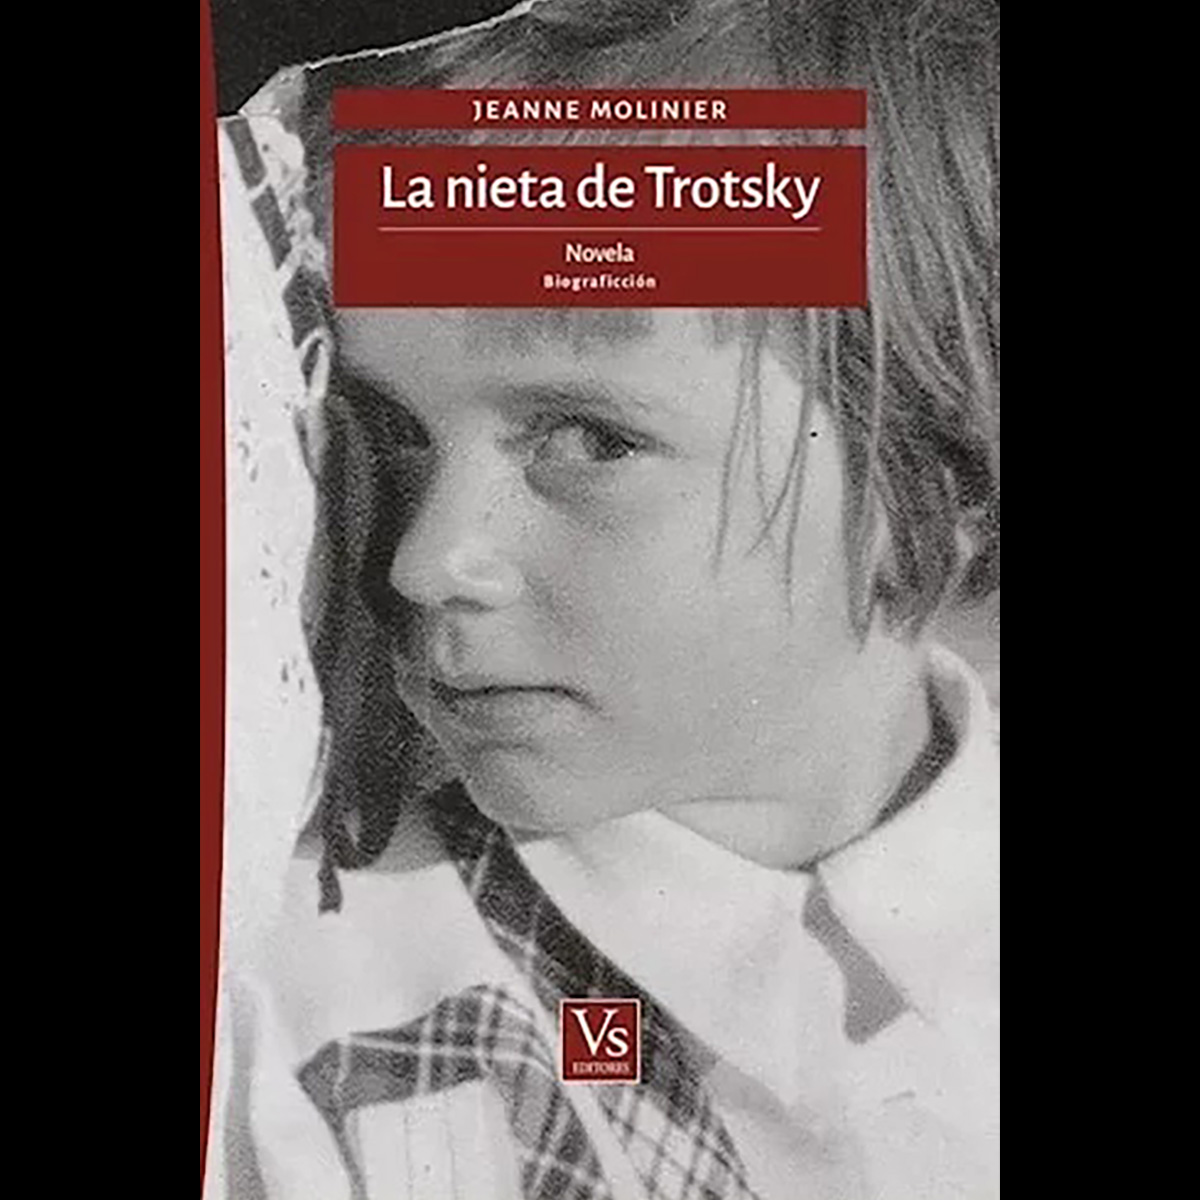 JEANNE MOLINIER
La nieta de Trotsky
Novela
Biograficción
Vs
EDITORES